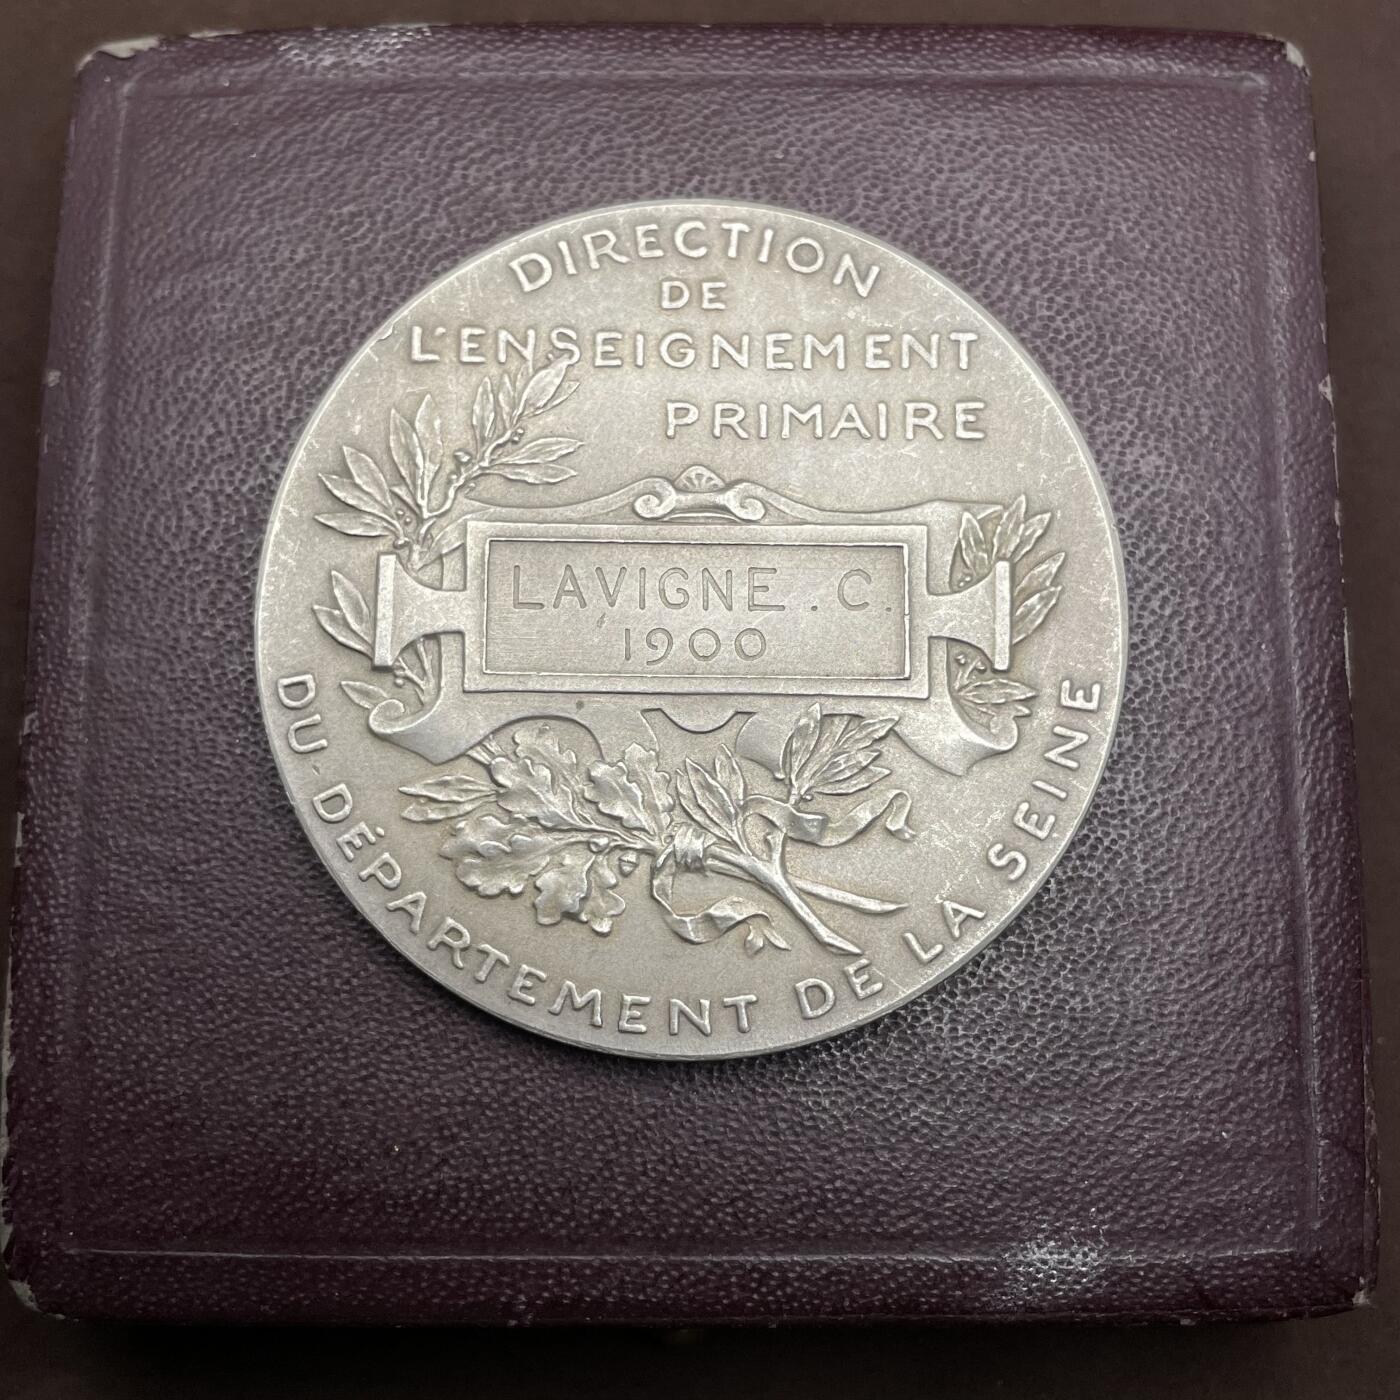 DIRECTION
DE
L'ENSEIGNEMENT
PRIMAIRE
LAVIGNE . C.
1900
DU DÉPARTEMENT DE LA SEINE